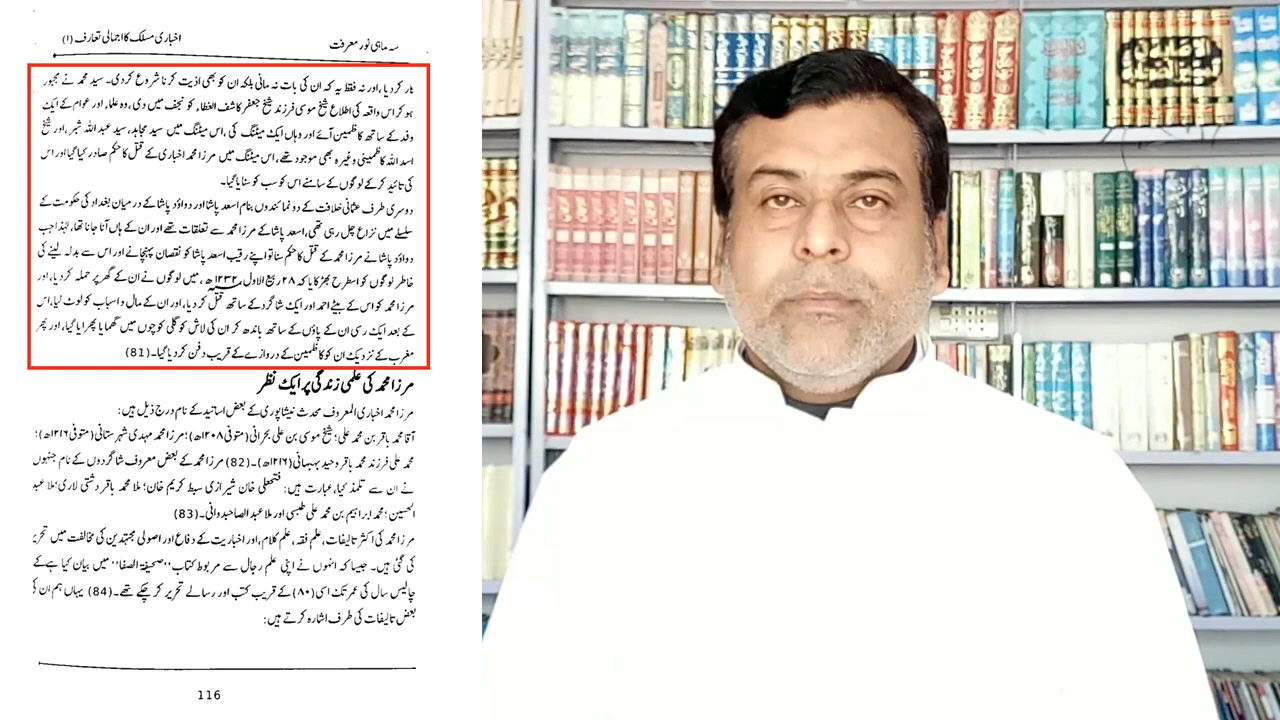 سہ ماہی نور معرفت
اخباری مسلک کا اجمالی تعارف (۱)
ہار کر دیا، اور نہ فقط یہ کہ ان کی بات نہ مانی بلکہ ان کو بھی اذیت کرنا شروع کر دی۔ سید محمد نے مجبور
ہو کر اس واقعہ کی اطلاع شیخ موسی فرزند شیخ جعفر کاشف الغطاء کو نجف میں دی، وہ علماء اور عوام کے ایک
وفد کے ساتھ کاظمین آئے اور وہاں ایک میٹنگ کی، اس میٹنگ میں سید مجاہد، سید عبد اللہ شبر، اور شیخ
اسد اللہ کاظمینی وغیرہ بھی موجود تھے، اس میٹنگ میں مرزا محمد اخباری کے قتل کا حکم صادر کیا گیا اور اس
کی تائید کر کے لوگوں کے سامنے اس کو سب کو سنایا گیا۔
دوسری طرف عثمانی خلافت کے دو نمائندوں بنام اسعد پاشا اور دواؤد پاشا کے درمیان بغداد کی حکومت کے
سلسلے میں نزاع چل رہی تھی، اسعد پاشا کے مرزا محمد سے تعلقات تھے اور ان کے ہاں آنا جانا تھا، لہٰذا جب
دواؤد پاشا نے مرزا محمد کے قتل کا حکم سنا تو اپنے رقیب اسعد پاشا کو نقصان پہنچانے اور اس سے بدلہ لینے کی
خاطر لوگوں کو اسطرح بھڑکایا کہ ۲۸ ربیع الاول ۱۲۳۲ھ، میں لوگوں نے ان کے گھر پر حملہ کر دیا، اور
مرزا محمد کو اس کے بیٹے احمد اور ایک شاگرد کے ساتھ قتل کر دیا، اور ان کے مال و اسباب کو لوٹ لیا، اس
کے بعد ایک رسی ان کے پاؤں کے ساتھ باندھ کر ان کی لاش کو گلی کوچوں میں گھمایا پھرایا گیا، اور پھر
مغرب کے نزدیک ان کو کاظمین کے دروازے کے قریب دفن کر دیا گیا۔ (81)
مرزا محمد کی علمی زندگی پر ایک نظر
مرزا محمد اخباری المعروف محدث نیشاپوری کے بعض اساتید کے نام درج ذیل ہیں:
آقا محمد باقر بن محمد علی؛ شیخ موسی بن علی بحرانی (متوفی ۱۲۰۸ھ)؛ مرزا محمد مہدی شہرستانی (متوفی ۱۲۱۶ھ)؛
محمد علی فرزند محمد باقر وحید بہبہانی (۱۲۱۶ھ)۔ (82) مرزا محمد کے بعض معروف شاگردوں کے نام جنہوں
نے ان سے تلمذ کیا، عبارت ہیں: فتحعلی خان شیرازی سبط کریم خان؛ ملا محمد باقر دشتی لاری؛ ملا عبد
الحسین؛ محمد ابراہیم بن محمد علی طبسی اور ملا عبد الصاحب دوانی۔ (83)
مرزا محمد کی اکثر تالیفات، علم فقہ، علم کلام، اور اخباریت کے دفاع اور اصولی مجتہدین کی مخالفت میں تحریر
کی گئی ہیں۔ جیسا کہ انہوں نے اپنی علم رجال سے مربوط کتاب ''صحیفۃ الصفا'' میں بیان کیا ہے کے
چالیس سال کی عمر تک اسی (۸۰) کے قریب کتب اور رسالے تحریر کر چکے تھے۔ (84) یہاں ہم ان کی
بعض تالیفات کی طرف اشارہ کرتے ہیں:
116